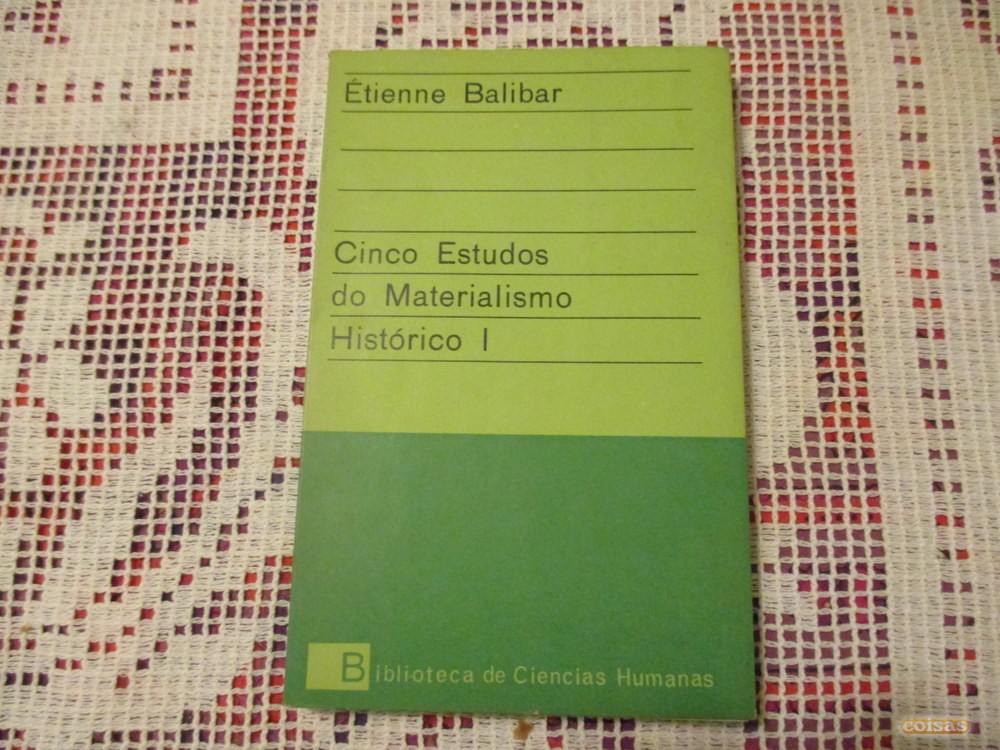 Étienne Balibar
Cinco Estudos
do Materialismo
Histórico I
Biblioteca de Ciencias Humanas
coisas